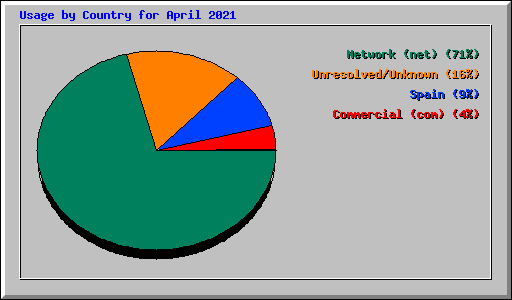 Usage by Country for April 2021
Network (net) (71%)
Unresolved/Unknown (16%)
Spain (9%)
Commercial (com) (4%)